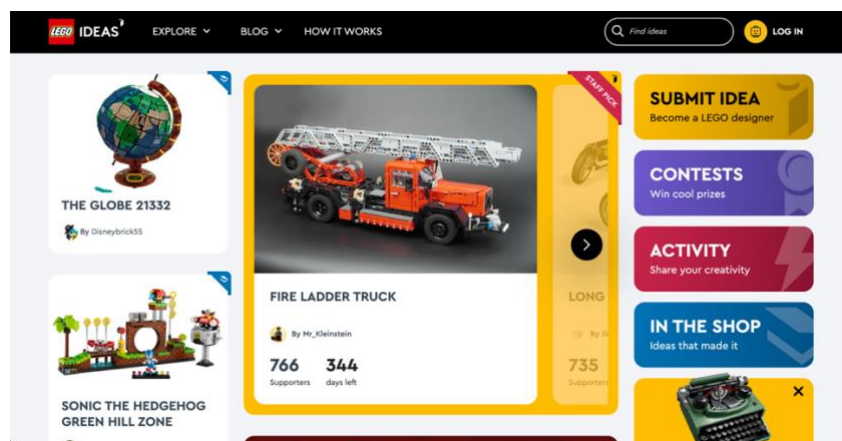 LEGO IDEAS
EXPLORE
BLOG
HOW IT WORKS
Find ideas
LOG IN
THE GLOBE 21332
By Disneybrick55
SONIC THE HEDGEHOG
GREEN HILL ZONE
STAFF PICK
FIRE LADDER TRUCK
By Mr_Kleinstein
766
344
Supporters
days left
LONG
By
735
Supporters
SUBMIT IDEA
Become a LEGO designer
CONTESTS
Win cool prizes
ACTIVITY
Share your creativity
IN THE SHOP
Ideas that made it